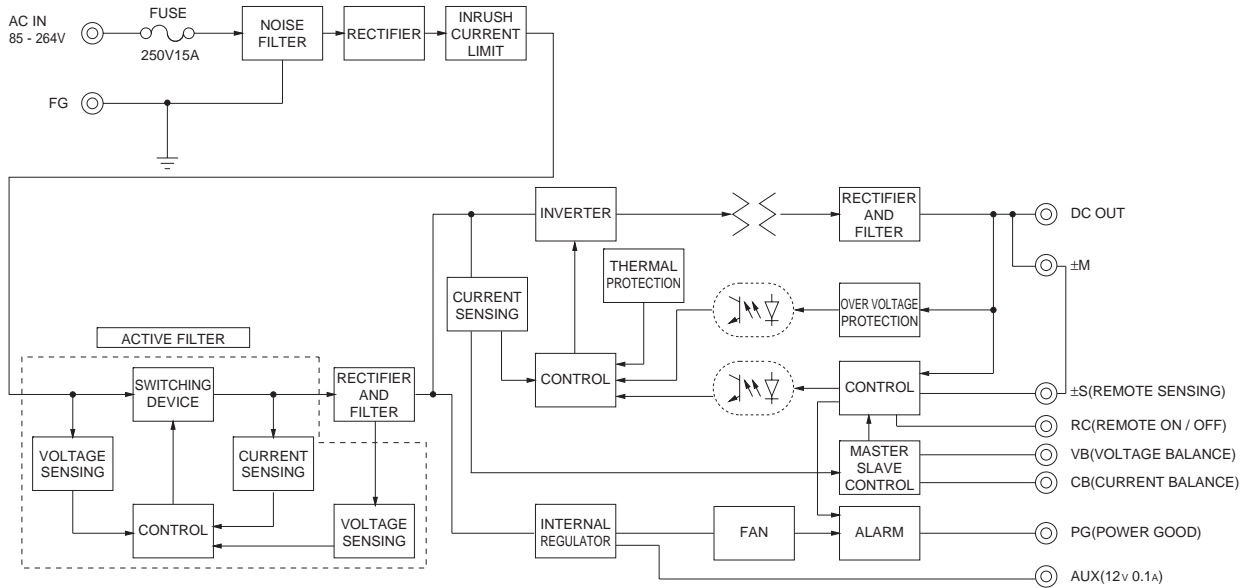 AC IN
85 - 264V
FUSE
250V15A
NOISE
FILTER
RECTIFIER
INRUSH
CURRENT
LIMIT
FG
INVERTER
RECTIFIER
AND
FILTER
DC OUT
±M
THERMAL
PROTECTION
CURRENT
SENSING
OVER VOLTAGE
PROTECTION
ACTIVE FILTER
SWITCHING
DEVICE
RECTIFIER
AND
FILTER
CONTROL
CONTROL
±S(REMOTE SENSING)
RC(REMOTE ON / OFF)
VOLTAGE
SENSING
CURRENT
SENSING
MASTER
SLAVE
CONTROL
VB(VOLTAGE BALANCE)
CB(CURRENT BALANCE)
CONTROL
VOLTAGE
SENSING
INTERNAL
REGULATOR
FAN
ALARM
PG(POWER GOOD)
AUX(12V 0.1A)